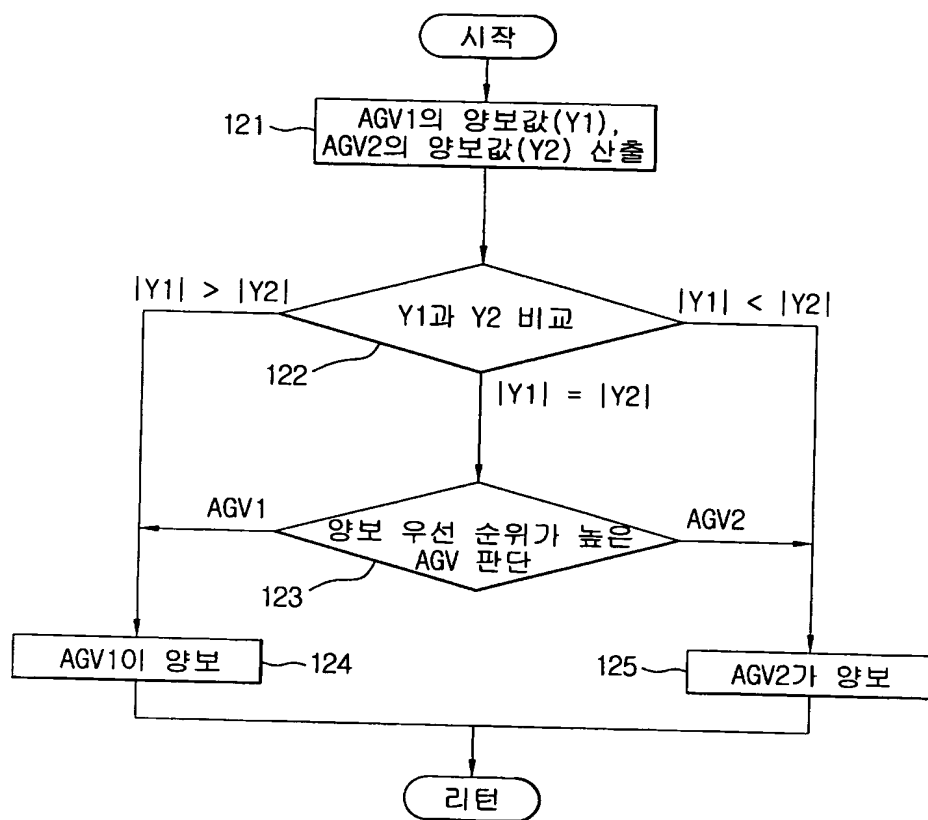 시작
121
AGV1의 양보값(Y1),
AGV2의 양보값(Y2) 산출
|Y1| > |Y2|
Y1과 Y2 비교
|Y1| < |Y2|
122
|Y1| = |Y2|
AGV1
양보 우선 순위가 높은
AGV 판단
AGV2
123
AGV1이 양보
124
125
AGV2가 양보
리턴